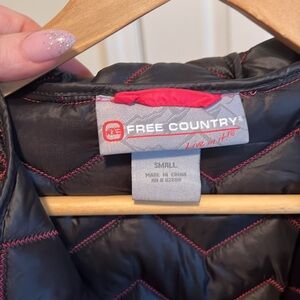 FREE COUNTRY®
Live in it!®
SMALL
MADE IN CHINA